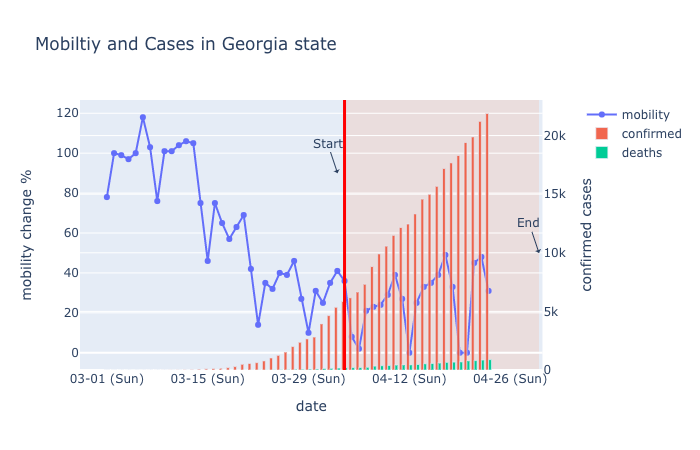 Mobiltiy and Cases in Georgia state
mobility
confirmed
deaths
Start
End
mobility change %
120
100
80
60
40
20
0
confirmed cases
20k
15k
10k
5k
0
03-01 (Sun) 03-15 (Sun) 03-29 (Sun) 04-12 (Sun) 04-26 (Sun)
date